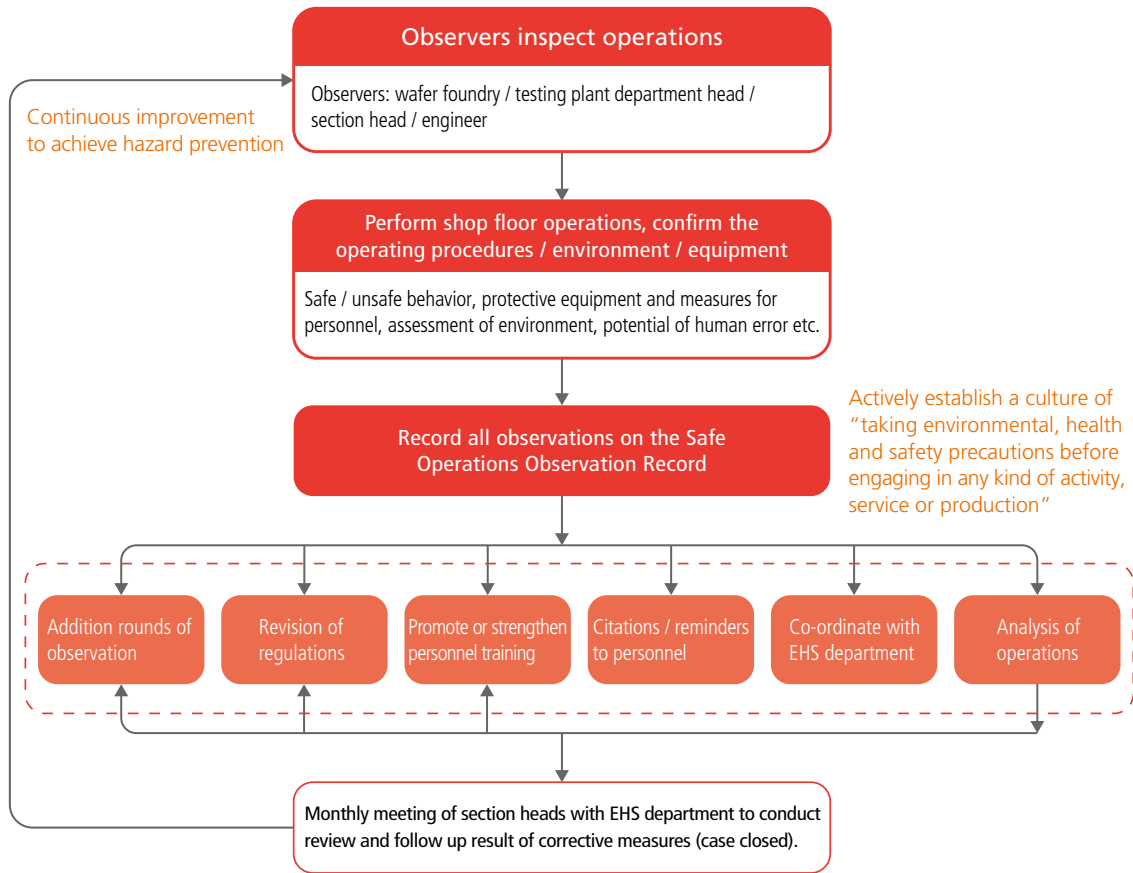 Observers inspect operations
Observers: wafer foundry / testing plant department head /
section head / engineer
Continuous improvement
to achieve hazard prevention
Perform shop floor operations, confirm the
operating procedures / environment / equipment
Safe / unsafe behavior, protective equipment and measures for
personnel, assessment of environment, potential of human error etc.
Record all observations on the Safe
Operations Observation Record
Actively establish a culture of
“taking environmental, health
and safety precautions before
engaging in any kind of activity,
service or production”
Addition rounds of
observation
Revision of
regulations
Promote or strengthen
personnel training
Citations / reminders
to personnel
Co-ordinate with
EHS department
Analysis of
operations
Monthly meeting of section heads with EHS department to conduct
review and follow up result of corrective measures (case closed).